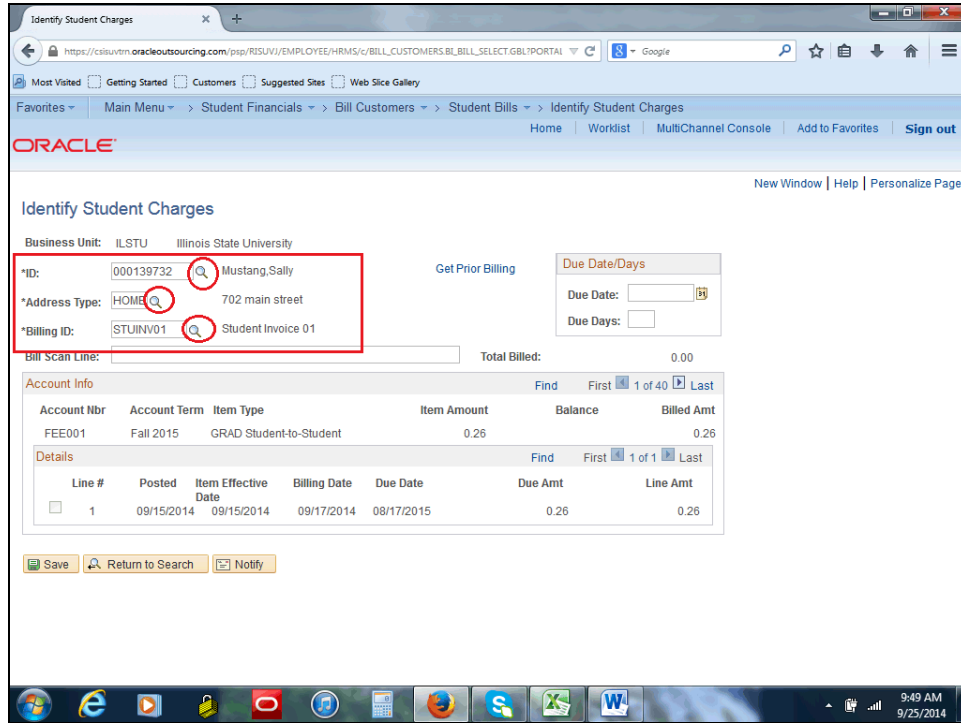 Identify Student Charges
https://csisuvtm.oracleoutsourcing.com/psp/RISUVJ/EMPLOYEE/HRMS/c/BILL_CUSTOMERS.BI_BILL_SELECT.GBL?PORTAL
8 Google
Most Visited Getting Started Customers Suggested Sites Web Slice Gallery
Favorites Main Menu > Student Financials > Bill Customers > Student Bills > Identify Student Charges
Home Worklist MultiChannel Console Add to Favorites Sign out
ORACLE
New Window | Help | Personalize Page
Identify Student Charges
Business Unit: ILSTU Illinois State University
*ID: 000139732 Mustang,Sally Get Prior Billing
Due Date/Days
*Address Type: HOME 702 main street
Due Date: 31
*Billing ID: STUINV01 Student Invoice 01
Due Days:
Bill Scan Line: Total Billed: 0.00
Account Info Find First 1 of 40 Last
Account Nbr Account Term Item Type Item Amount Balance Billed Amt
FEE001 Fall 2015 GRAD Student-to-Student 0.26 0.26
Details Find First 1 of 1 Last
Line # Posted Item Effective Date Billing Date Due Date Due Amt Line Amt
1 09/15/2014 09/15/2014 09/17/2014 08/17/2015 0.26 0.26
Save Return to Search Notify
9:49 AM
9/25/2014